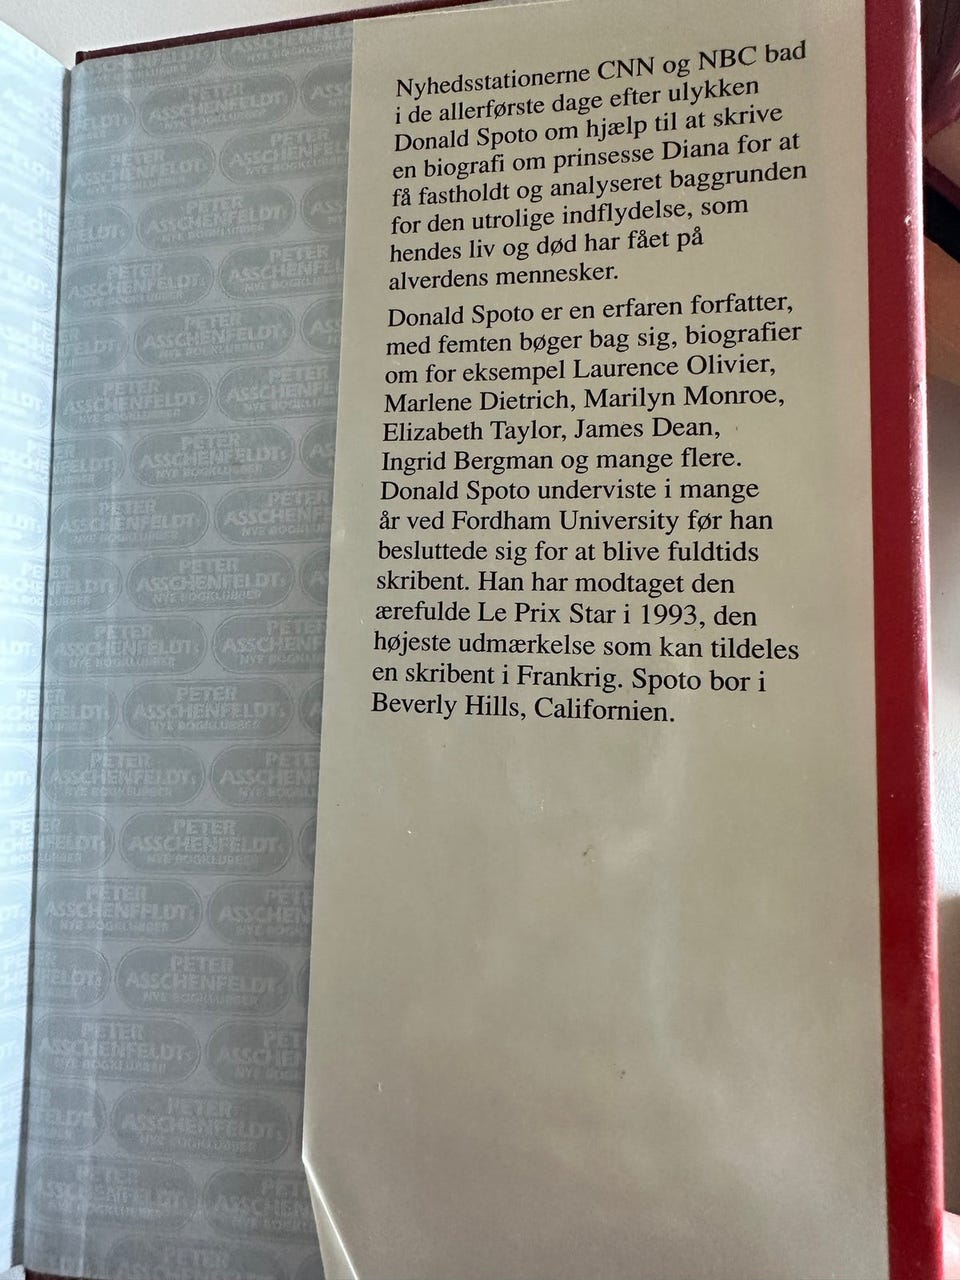 Nyhedsstationerne CNN og NBC bad
i de allerførste dage efter ulykken
Donald Spoto om hjælp til at skrive
en biografi om prinsesse Diana for at
få fastholdt og analyseret baggrunden
for den utrolige indflydelse, som
hendes liv og død har fået på
alverdens mennesker.
Donald Spoto er en erfaren forfatter,
med femten bøger bag sig, biografier
om for eksempel Laurence Olivier,
Marlene Dietrich, Marilyn Monroe,
Elizabeth Taylor, James Dean,
Ingrid Bergman og mange flere.
Donald Spoto underviste i mange
år ved Fordham University før han
besluttede sig for at blive fuldtids
skribent. Han har modtaget den
ærefulde Le Prix Star i 1993, den
højeste udmærkelse som kan tildeles
en skribent i Frankrig. Spoto bor i
Beverly Hills, Californien.
PETER
ASSCHENFELDTs
NYE BOGKLUBBER